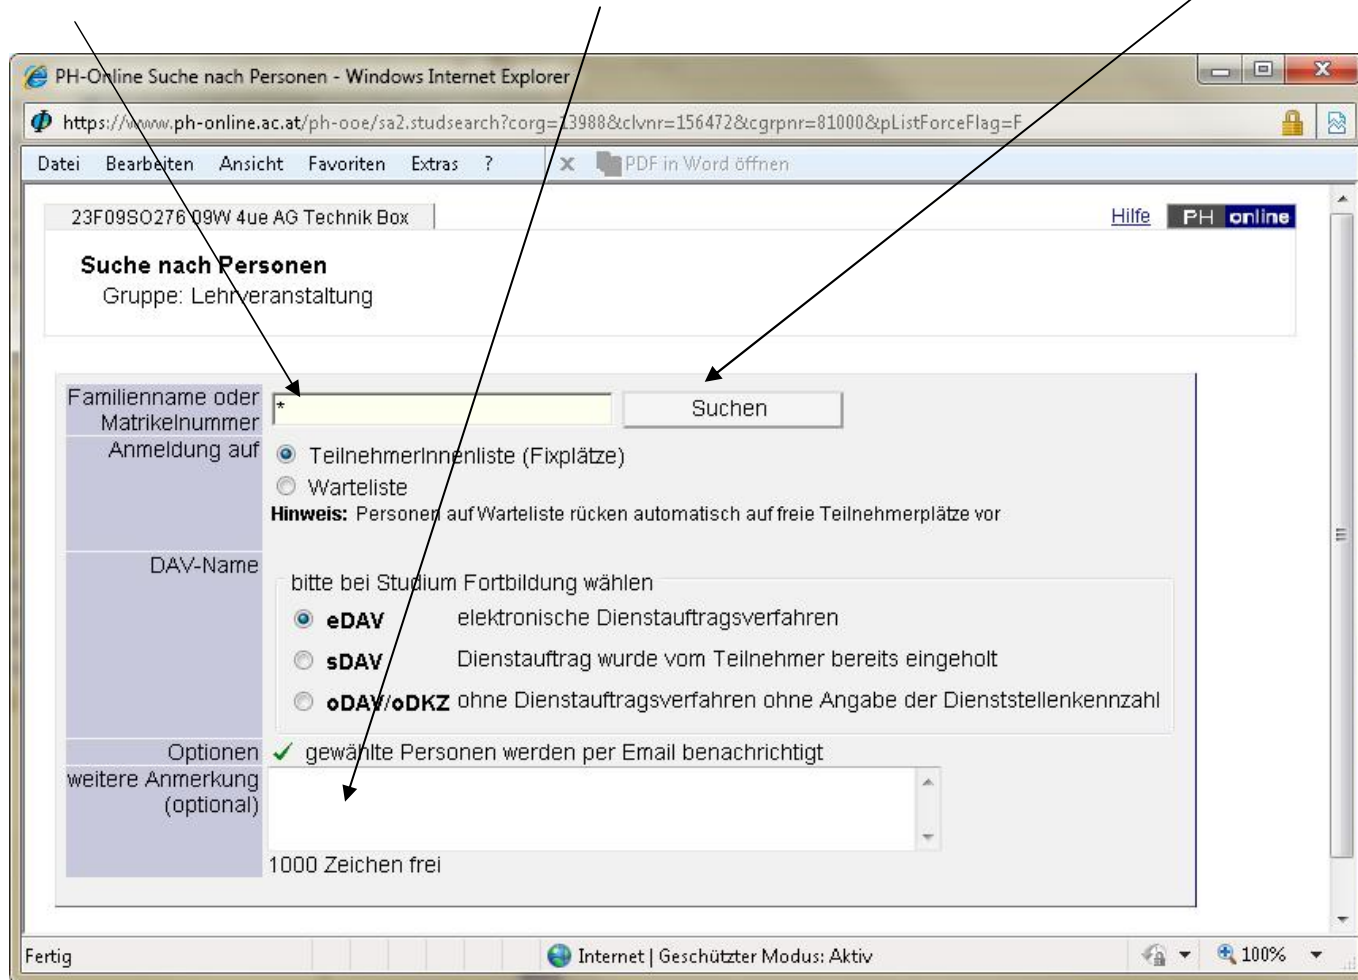 PH-Online Suche nach Personen - Windows Internet Explorer
https://www.ph-online.ac.at/ph-ooe/sa2.studsearch?corg=13988&clvnr=156472&cgrpnr=81000&pListForceFlag=F
Datei Bearbeiten Ansicht Favoriten Extras ? x PDF in Word öffnen
23F09SO276 09W 4ue AG Technik Box Hilfe PH online
Suche nach Personen
Gruppe: Lehrveranstaltung
Familienname oder
Matrikelnummer * Suchen
Anmeldung auf TeilnehmerInnenliste (Fixplätze)
Warteliste
Hinweis: Personen auf Warteliste rücken automatisch auf freie Teilnehmerplätze vor
DAV-Name
bitte bei Studium Fortbildung wählen
eDAV elektronische Dienstauftragsverfahren
sDAV Dienstauftrag wurde vom Teilnehmer bereits eingeholt
oDAV/oDKZ ohne Dienstauftragsverfahren ohne Angabe der Dienststellenkennzahl
Optionen ✓ gewählte Personen werden per Email benachrichtigt
weitere Anmerkung
(optional)
1000 Zeichen frei
Fertig Internet | Geschützter Modus: Aktiv 100%